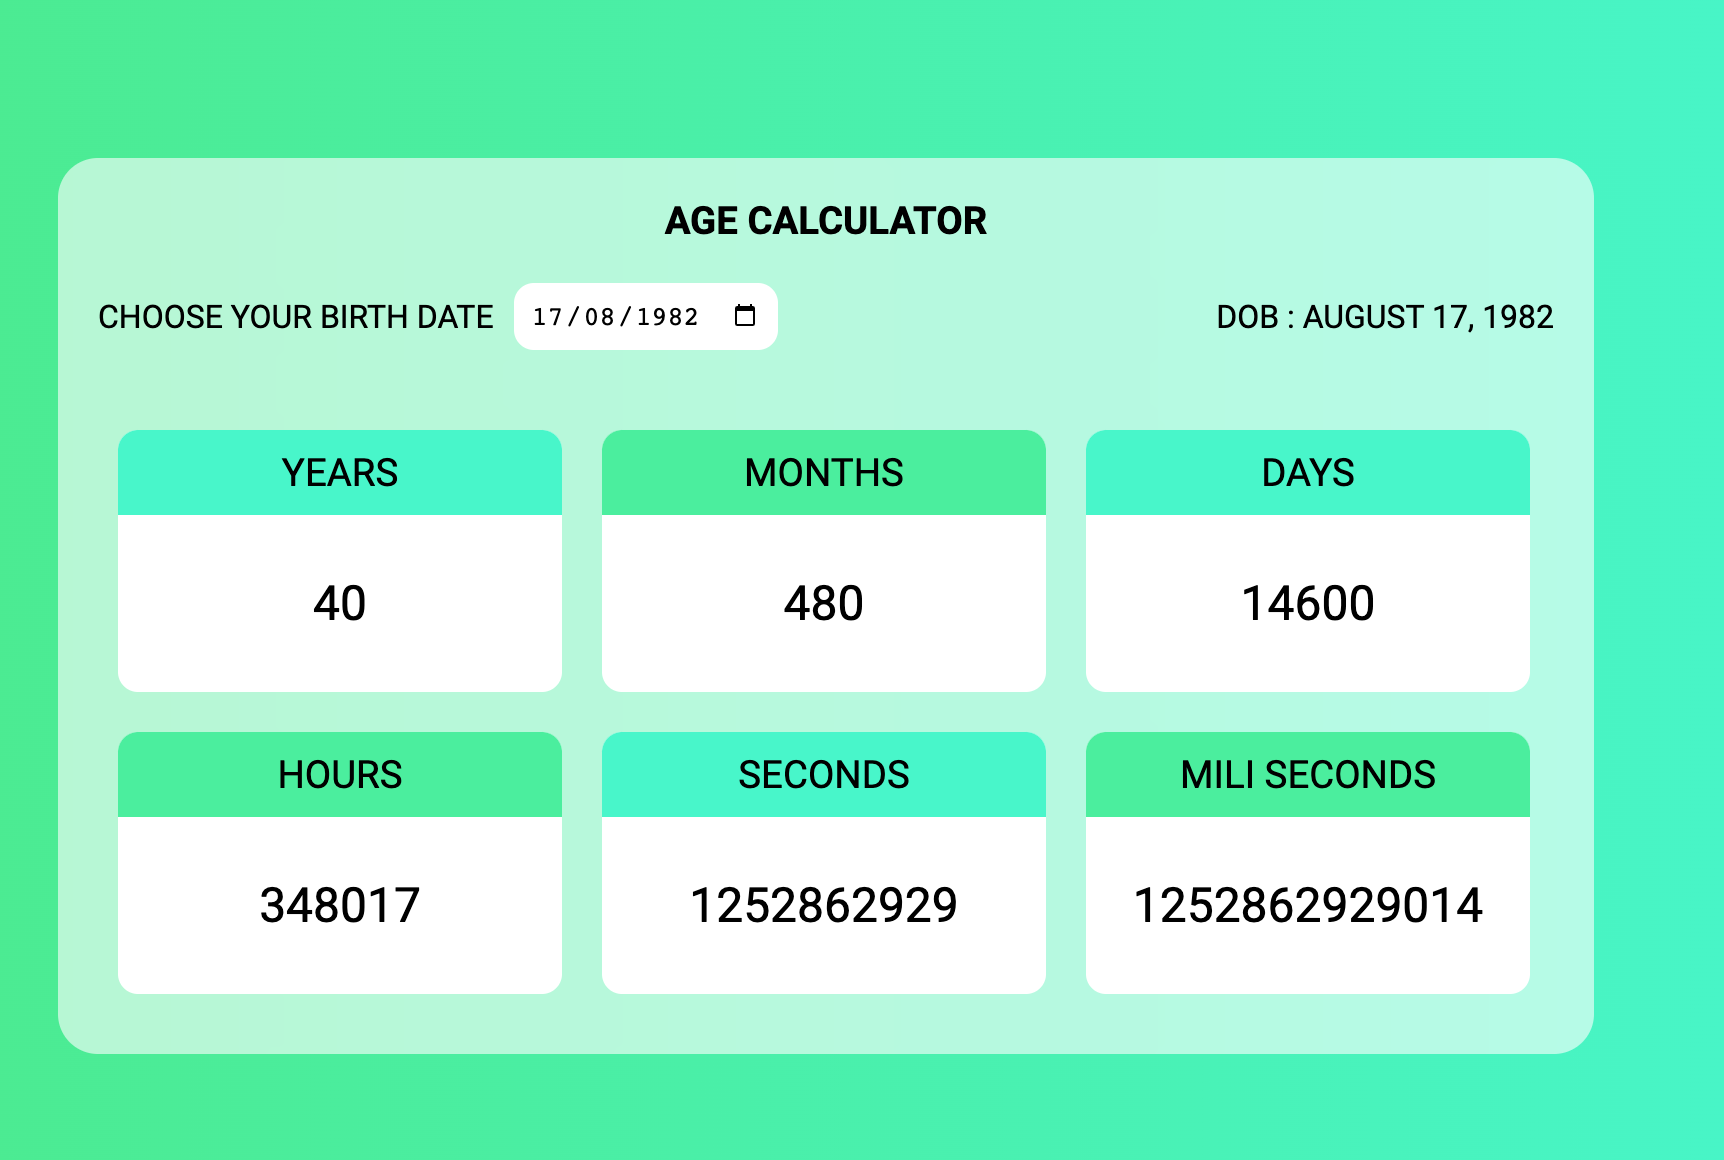 AGE CALCULATOR
CHOOSE YOUR BIRTH DATE 17/08/1982 DOB : AUGUST 17, 1982
YEARS MONTHS DAYS
40 480 14600
HOURS SECONDS MILI SECONDS
348017 1252862929 1252862929014